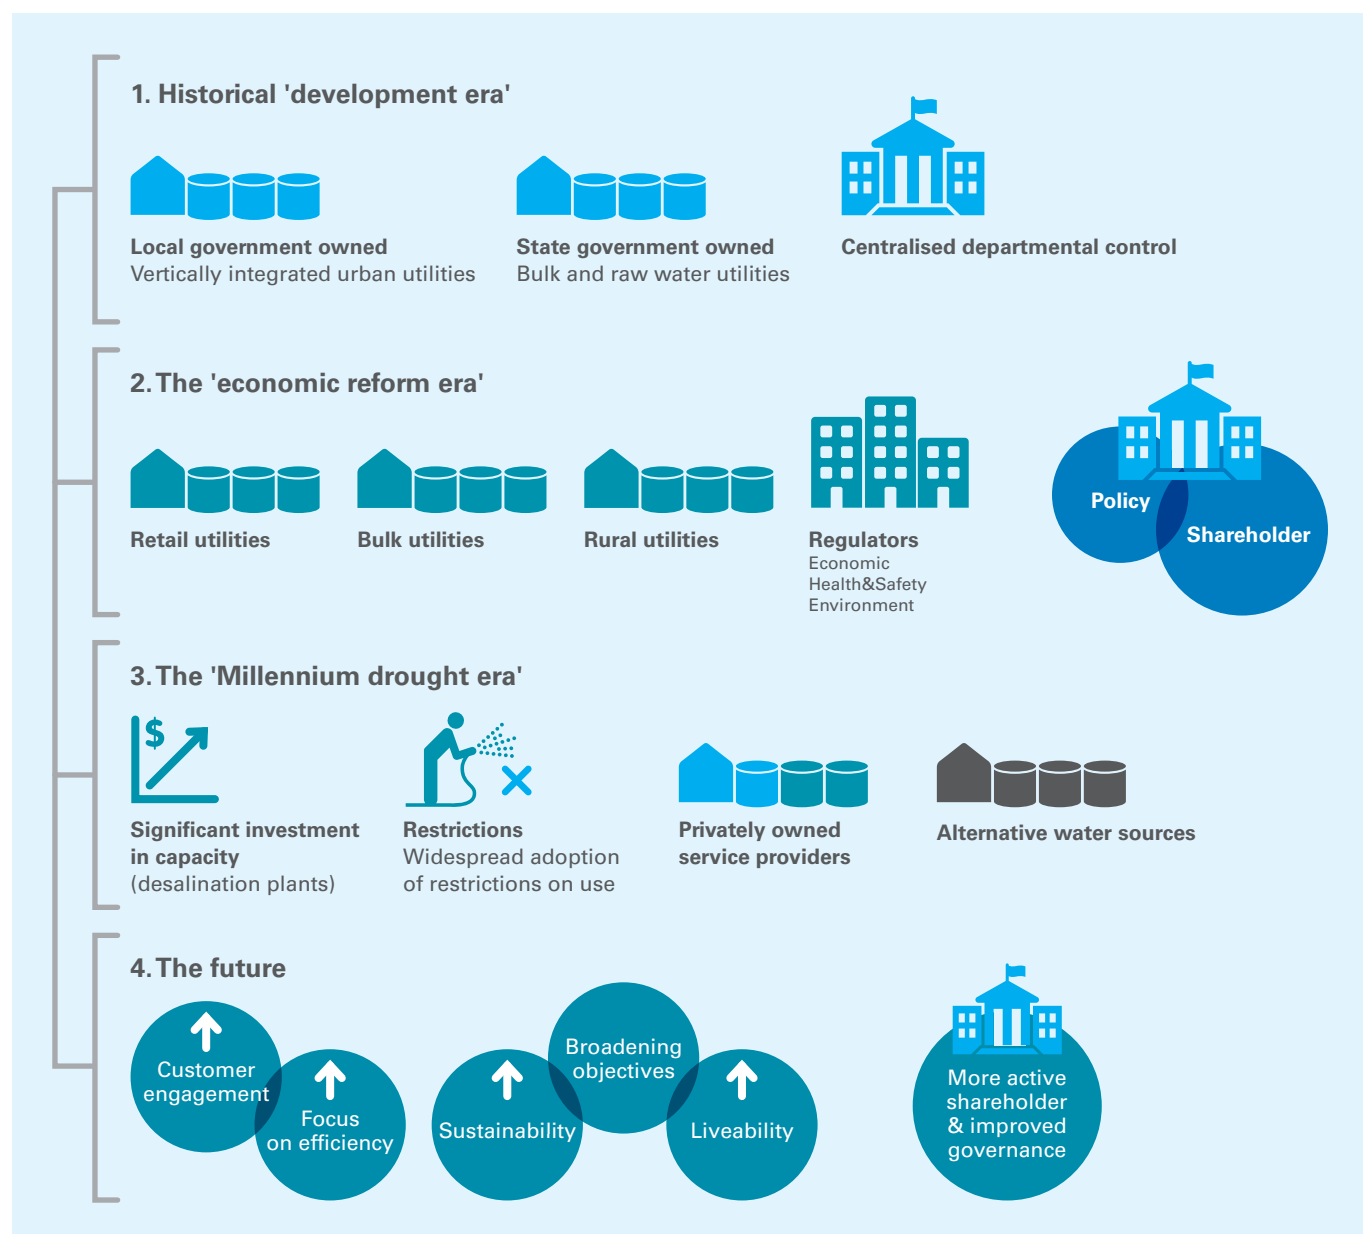 1. Historical 'development era'
Local government owned
Vertically integrated urban utilities
State government owned
Bulk and raw water utilities
Centralised departmental control
2. The 'economic reform era'
Retail utilities
Bulk utilities
Rural utilities
Regulators
Economic
Health&Safety
Environment
Policy
Shareholder
3. The 'Millennium drought era'
$
Significant investment
in capacity
(desalination plants)
Restrictions
Widespread adoption
of restrictions on use
Privately owned
service providers
Alternative water sources
4. The future
Customer
engagement
Focus
on efficiency
Sustainability
Broadening
objectives
Liveability
More active
shareholder
& improved
governance